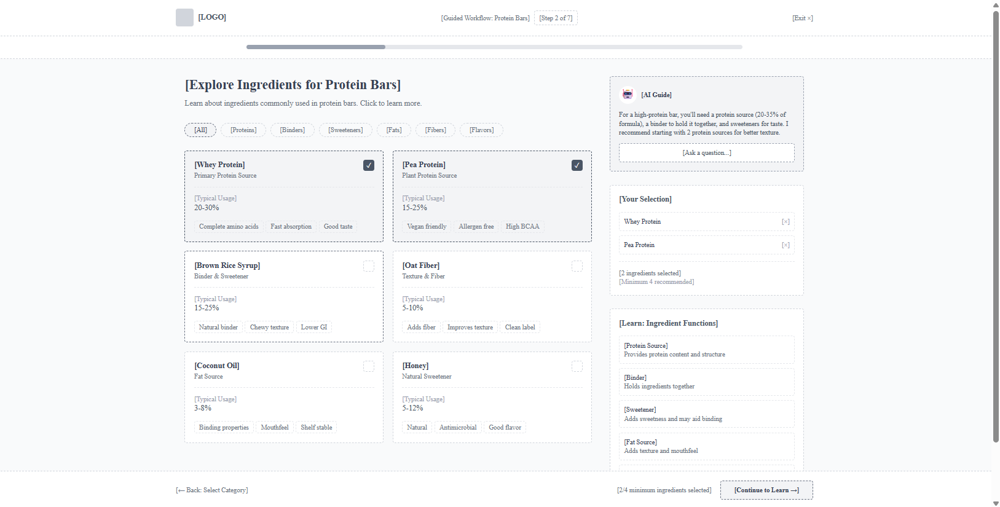 [LOGO]
[Guided Workflow: Protein Bars]
[Step 2 of 7]
[Exit ×]
[Explore Ingredients for Protein Bars]
Learn about ingredients commonly used in protein bars. Click to learn more.
[All]
[Proteins]
[Binders]
[Sweeteners]
[Fats]
[Fibers]
[Flavors]
[Whey Protein]
Primary Protein Source
[Typical Usage]
20-30%
Complete amino acids
Fast absorption
Good taste
[Pea Protein]
Plant Protein Source
[Typical Usage]
15-25%
Vegan friendly
Allergen free
High BCAA
[Brown Rice Syrup]
Binder & Sweetener
[Typical Usage]
15-25%
Natural binder
Chewy texture
Lower GI
[Oat Fiber]
Texture & Fiber
[Typical Usage]
5-10%
Adds fiber
Improves texture
Clean label
[Coconut Oil]
Fat Source
[Typical Usage]
3-8%
Binding properties
Mouthfeel
Shelf stable
[Honey]
Natural Sweetener
[Typical Usage]
5-12%
Natural
Antimicrobial
Good flavor
[AI Guide]
For a high-protein bar, you'll need a protein source (20-35% of
formula), a binder to hold it together, and sweeteners for taste. I
recommend starting with 2 protein sources for better texture.
[Ask a question...]
[Your Selection]
Whey Protein
[×]
Pea Protein
[×]
[2 ingredients selected]
[Minimum 4 recommended]
[Learn: Ingredient Functions]
[Protein Source]
Provides protein content and structure
[Binder]
Holds ingredients together
[Sweetener]
Adds sweetness and may aid binding
[Fat Source]
Adds texture and mouthfeel
[← Back: Select Category]
[2/4 minimum ingredients selected]
[Continue to Learn →]